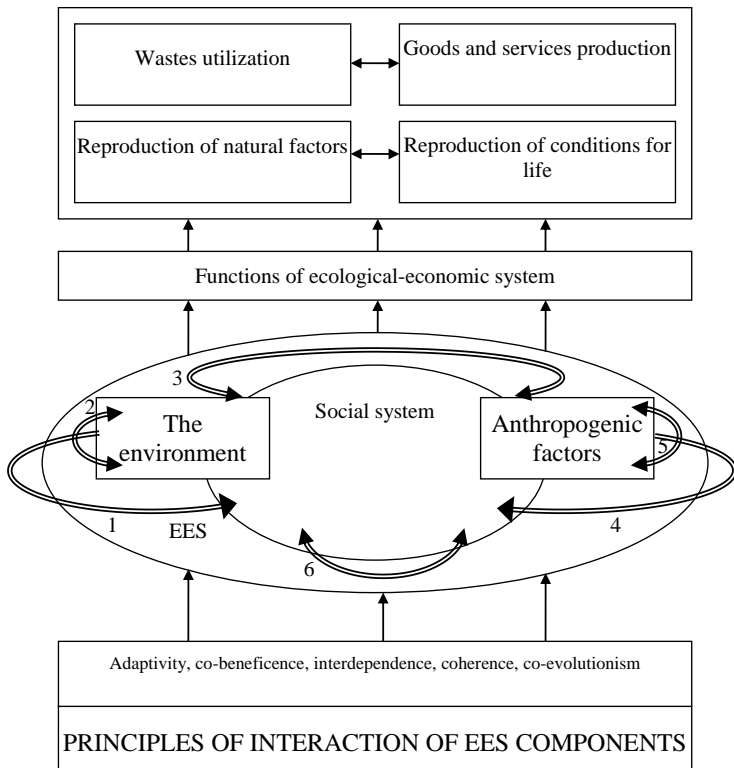 Wastes utilization
Goods and services production
Reproduction of natural factors
Reproduction of conditions for
life
Functions of ecological-economic system
3
Social system
2
The
environment
Anthropogenic
factors
5
1
EES
4
6
Adaptivity, co-beneficence, interdependence, coherence, co-evolutionism
PRINCIPLES OF INTERACTION OF EES COMPONENTS